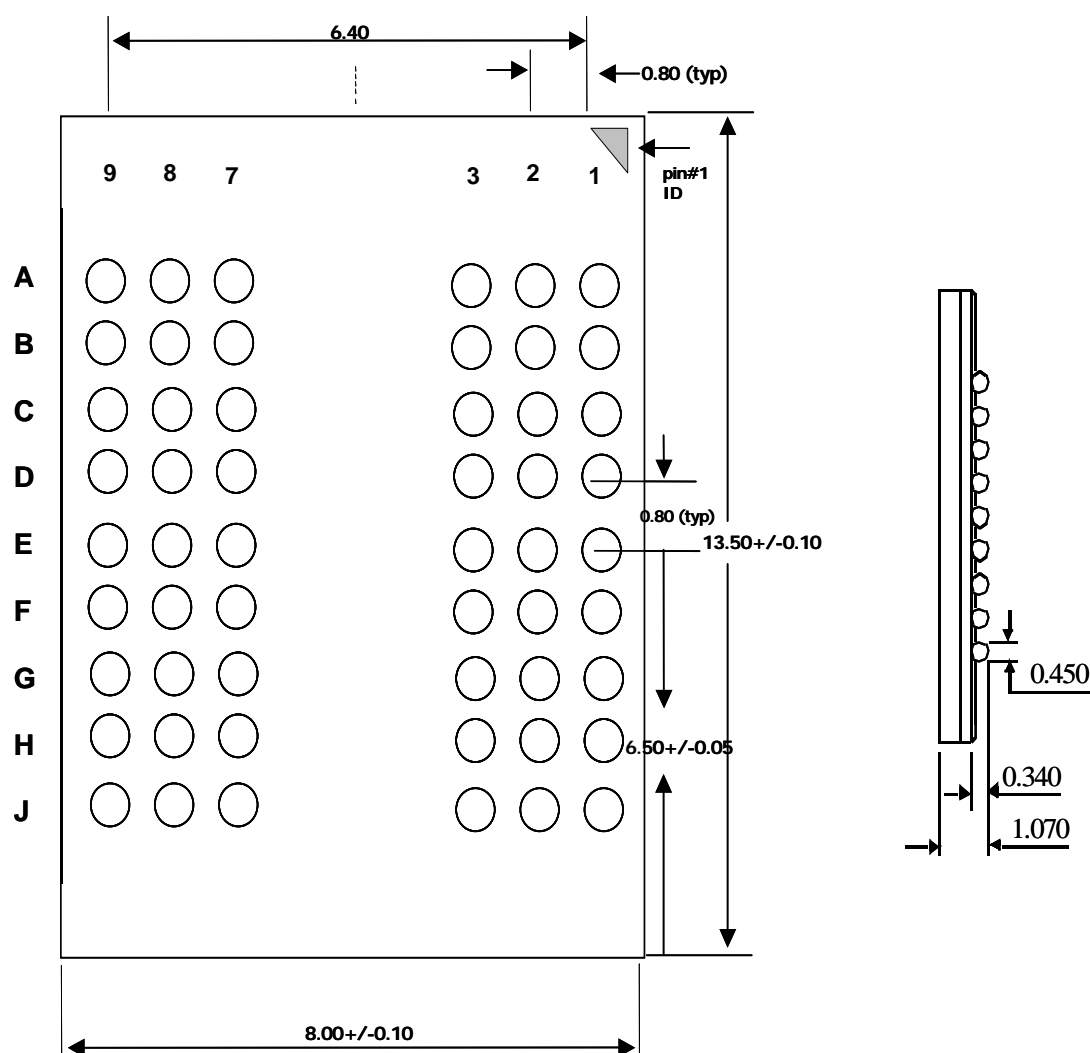 6.40
0.80 (typ)
9 8 7 3 2 1
pin#1
ID
A
B
C
D
0.80 (typ)
E
13.50+/-0.10
F
G
0.450
H
6.50+/-0.05
0.340
J
1.070
8.00+/-0.10